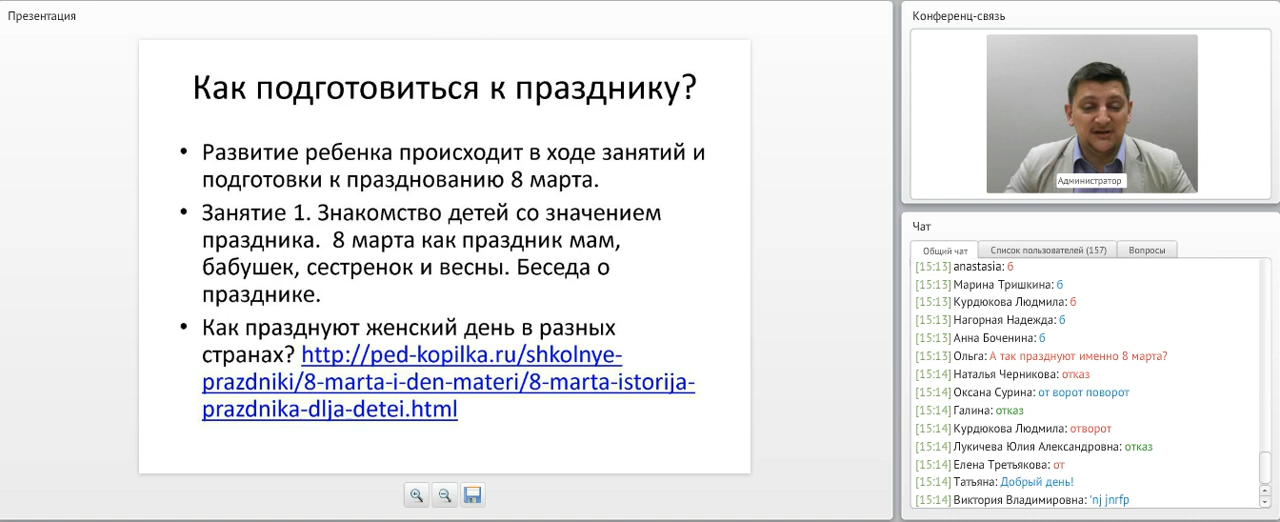 Презентация
Как подготовиться к празднику?
• Развитие ребенка происходит в ходе занятий и
подготовки к празднованию 8 марта.
• Занятие 1. Знакомство детей со значением
праздника.  8 марта как праздник мам,
бабушек, сестренок и весны. Беседа о
празднике.
• Как празднуют женский день в разных
странах? http://ped-kopilka.ru/shkolnye-
prazdniki/8-marta-i-den-materi/8-marta-istorija-
prazdnika-dlja-detei.html
Конференц-связь
Администратор
Чат
Общий чат
Список пользователей (157)
Вопросы
[15:13] anastasia: б
[15:13] Марина Тришкина: б
[15:13] Курдюкова Людмила: б
[15:13] Нагорная Надежда: б
[15:13] Анна Боченина: б
[15:13] Ольга: А так празднуют именно 8 марта?
[15:14] Наталья Черникова: отказ
[15:14] Оксана Сурина: от ворот поворот
[15:14] Галина: отказ
[15:14] Курдюкова Людмила: отворот
[15:14] Лукичева Юлия Александровна: отказ
[15:14] Елена Третьякова: от
[15:14] Татьяна: Добрый день!
[15:14] Виктория Владимировна: 'nj jnrfp